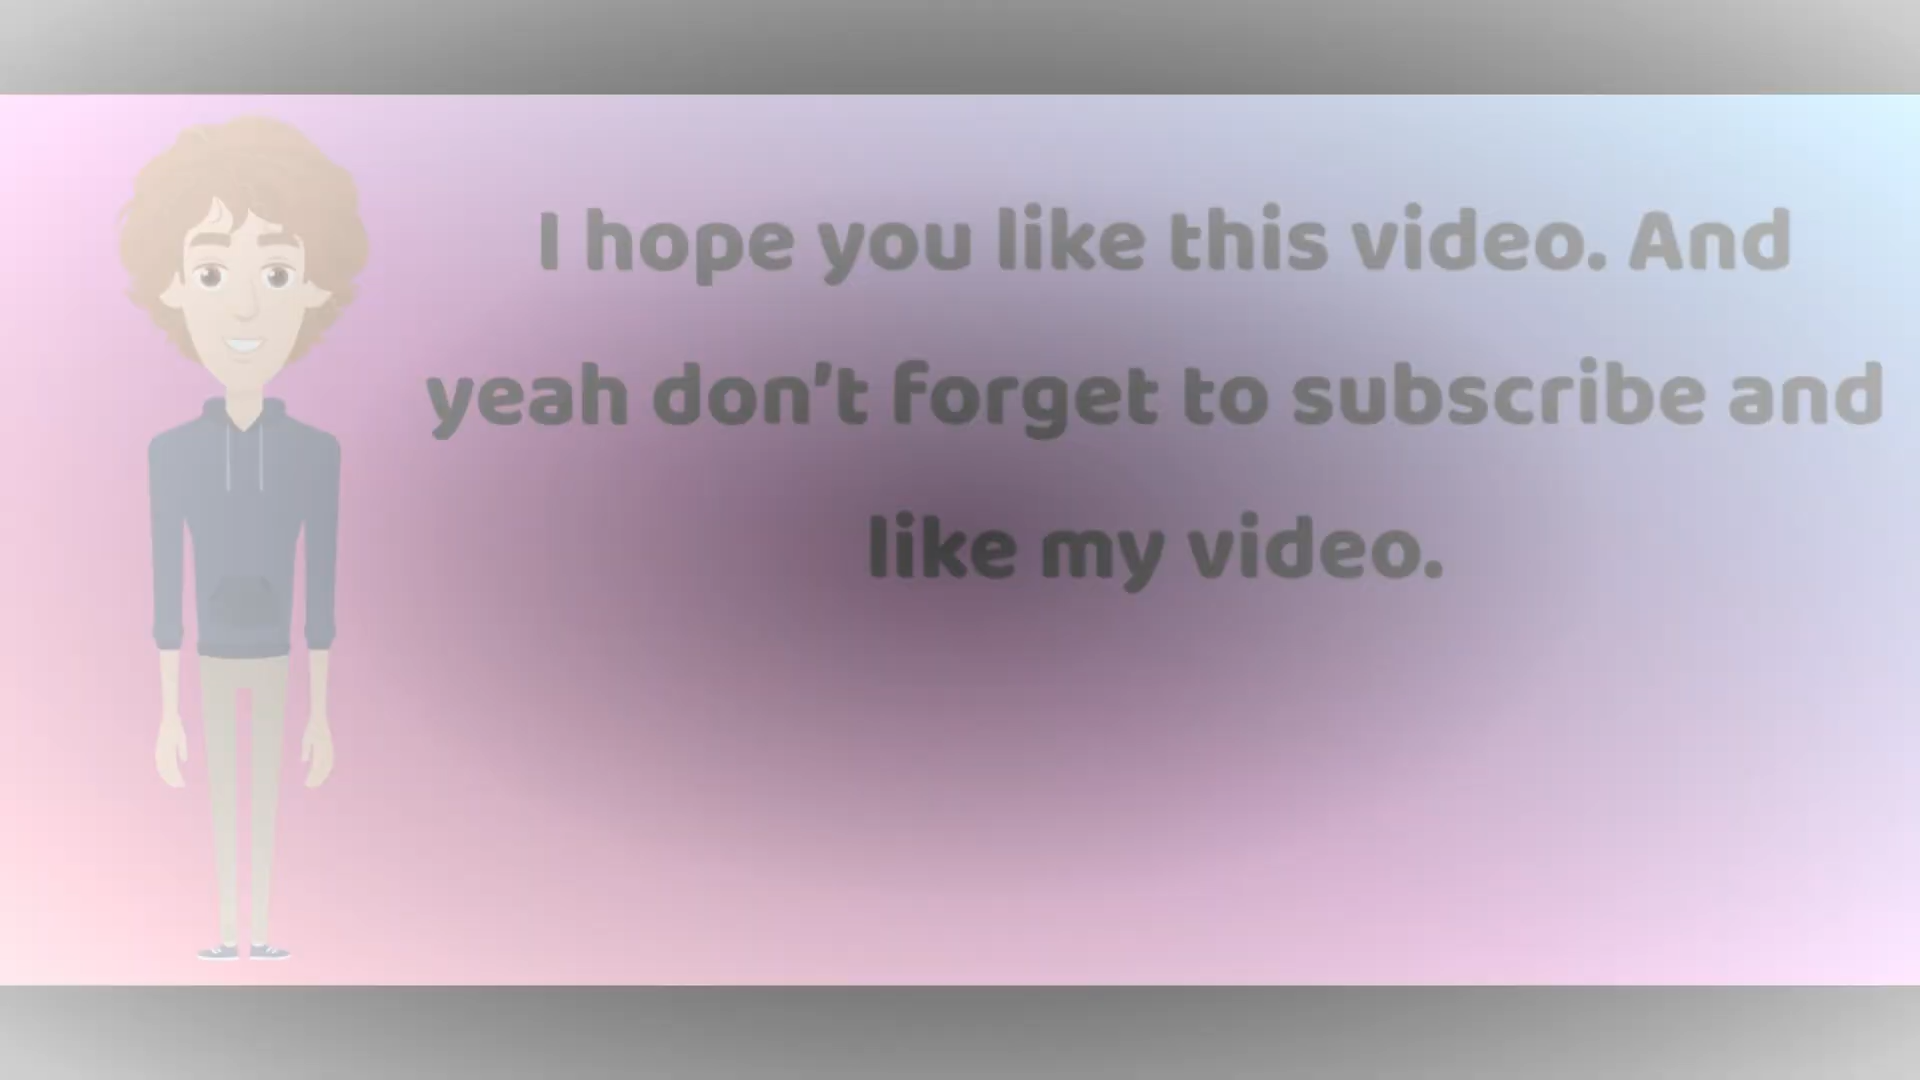 I hope you like this video. And
yeah don't forget to subscribe and
like my video.